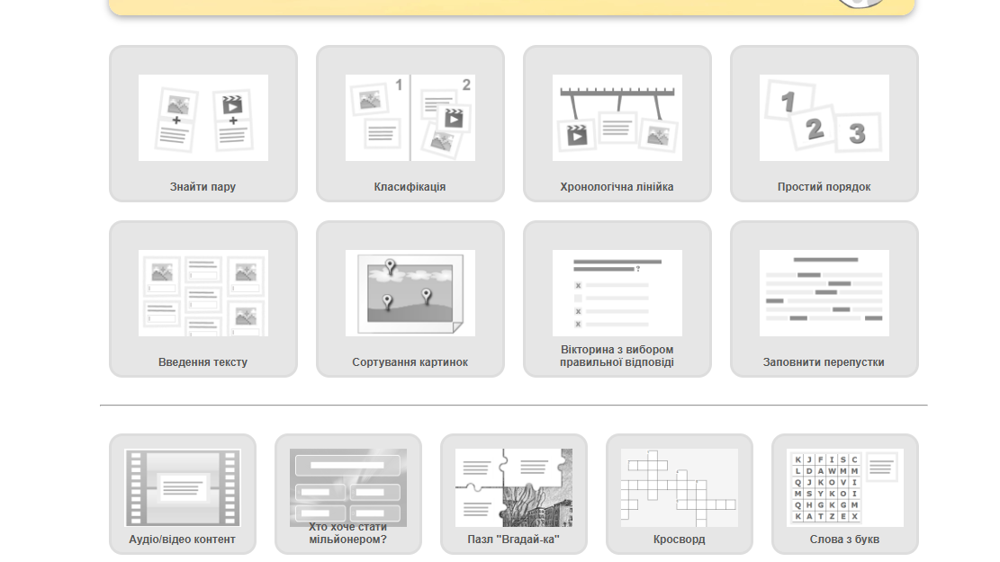 1
2
1
2
3
Знайти пару
Класифікація
Хронологічна лінійка
Простий порядок
?
X
X
X
Введення тексту
Сортування картинок
Вікторина з вибором
правильної відповіді
Заповнити перепустки
K J F I S C
L D A W M M
Q J K O V I
M S Y K O I
Q H G K G M
K A T Z E X
Аудіо/відео контент
Хто хоче стати
мільйонером?
Пазл "Вгадай-ка"
Кросворд
Слова з букв